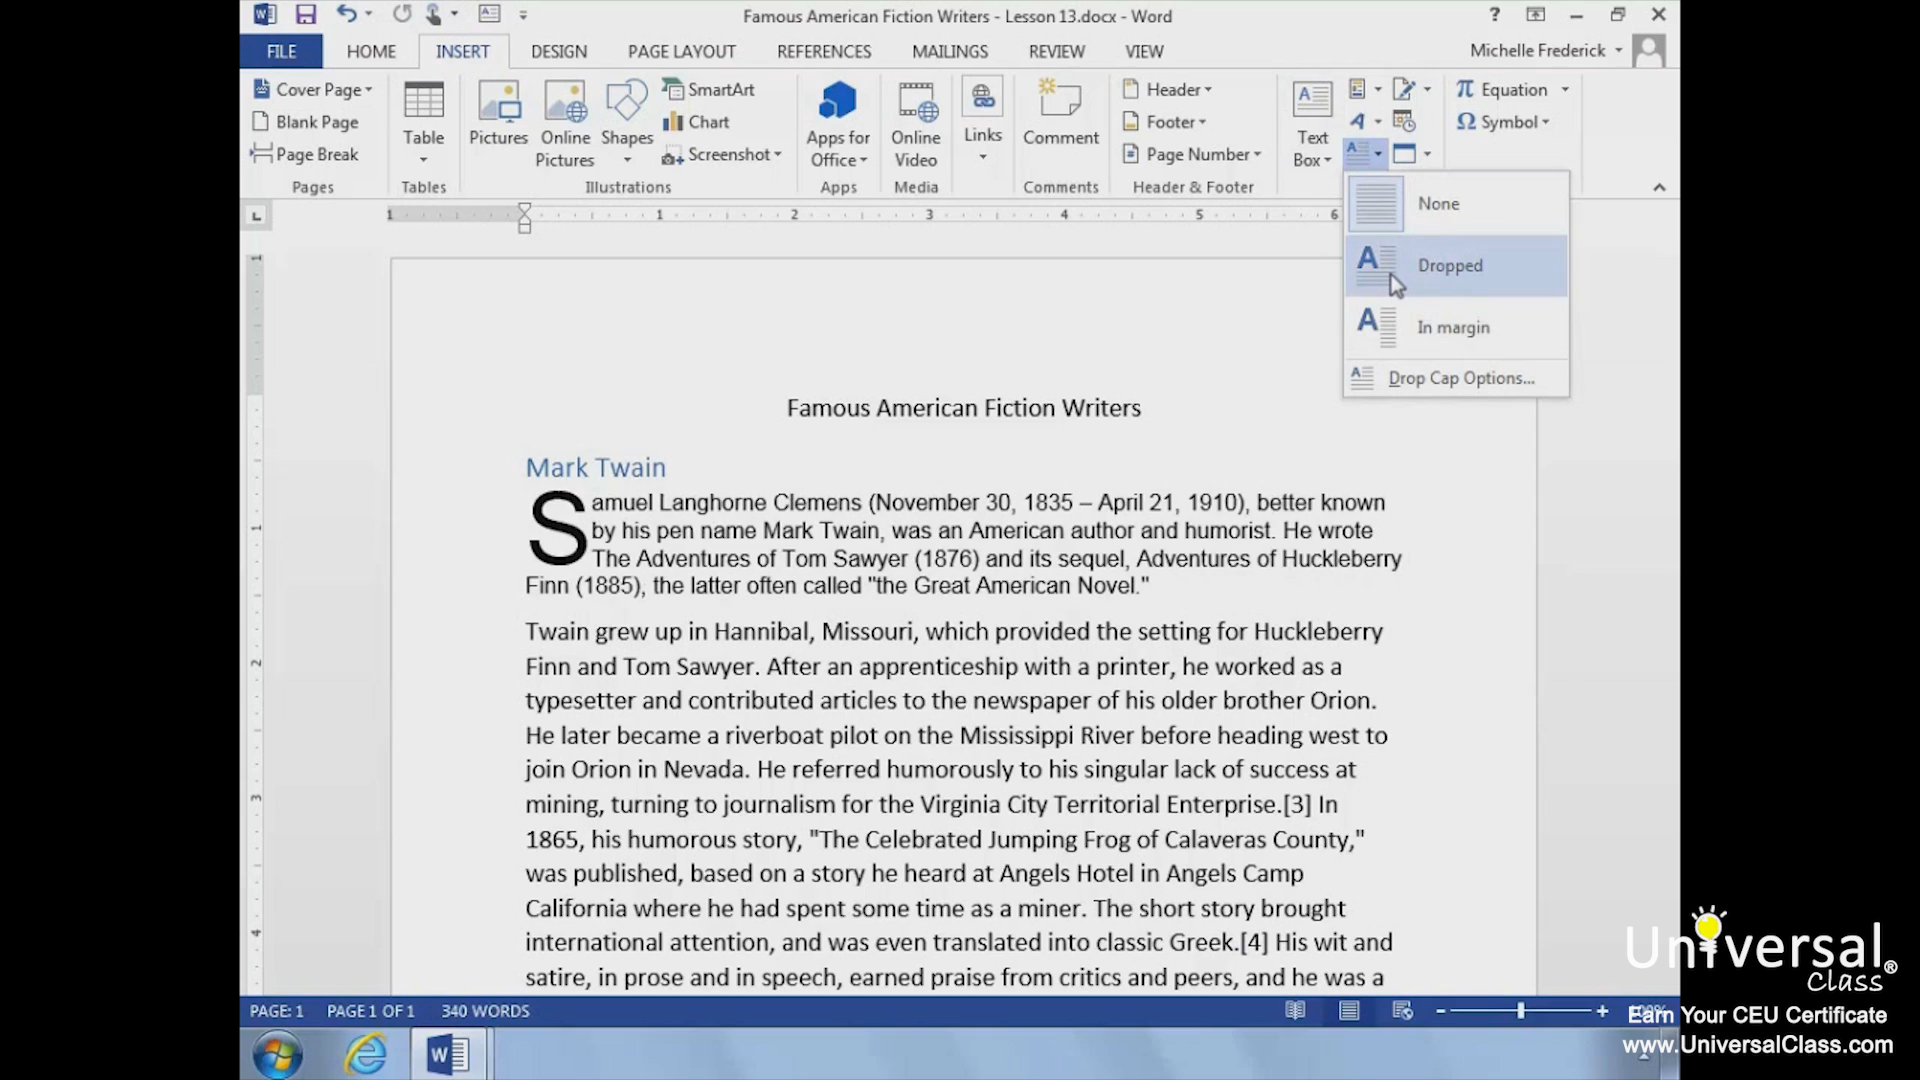 Famous American Fiction Writers - Lesson 13.docx - Word
?
FILE HOME INSERT DESIGN PAGE LAYOUT REFERENCES MAILINGS REVIEW VIEW Michelle Frederick
Cover Page
Blank Page
Page Break
Pages
Table
Tables
Pictures
Online Pictures
Shapes
SmartArt
Chart
Screenshot
Illustrations
Apps for Office
Apps
Online Video
Media
Links
Comment
Comments
Header
Footer
Page Number
Header & Footer
Text Box
π Equation
Ω Symbol
None
Dropped
In margin
Drop Cap Options...
1 1 2 3 4 5 6
Famous American Fiction Writers
Mark Twain
Samuel Langhorne Clemens (November 30, 1835 – April 21, 1910), better known
by his pen name Mark Twain, was an American author and humorist. He wrote
The Adventures of Tom Sawyer (1876) and its sequel, Adventures of Huckleberry
Finn (1885), the latter often called "the Great American Novel."
Twain grew up in Hannibal, Missouri, which provided the setting for Huckleberry
Finn and Tom Sawyer. After an apprenticeship with a printer, he worked as a
typesetter and contributed articles to the newspaper of his older brother Orion.
He later became a riverboat pilot on the Mississippi River before heading west to
join Orion in Nevada. He referred humorously to his singular lack of success at
mining, turning to journalism for the Virginia City Territorial Enterprise.[3] In
1865, his humorous story, "The Celebrated Jumping Frog of Calaveras County,"
was published, based on a story he heard at Angels Hotel in Angels Camp
California where he had spent some time as a miner. The short story brought
international attention, and was even translated into classic Greek.[4] His wit and
satire, in prose and in speech, earned praise from critics and peers, and he was a
PAGE: 1 PAGE 1 OF 1 340 WORDS
Universal®
Class
Earn Your CEU Certificate
www.UniversalClass.com